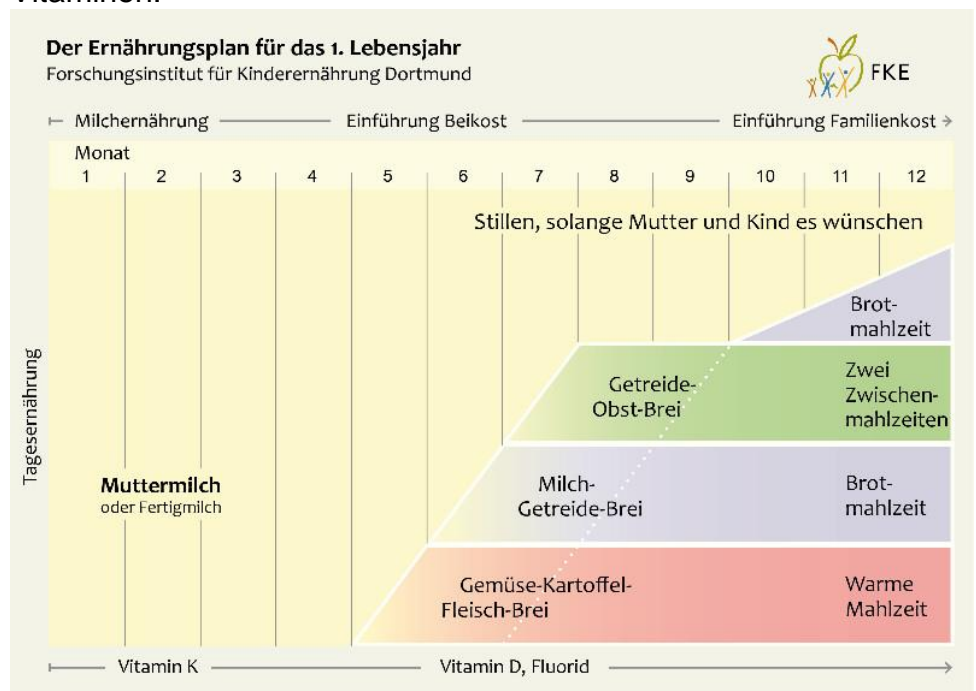 Vitaminen.
Der Ernährungsplan für das 1. Lebensjahr
Forschungsinstitut für Kinderernährung Dortmund
FKE
Milchernährung
Einführung Beikost
Einführung Familienkost
Monat
1 2 3 4 5 6 7 8 9 10 11 12
Stillen, solange Mutter und Kind es wünschen
Brot-
mahlzeit
Getreide-
Obst-Brei
Zwei
Zwischen-
mahlzeiten
Tagesernährung
Muttermilch
oder Fertigmilch
Milch-
Getreide-Brei
Brot-
mahlzeit
Gemüse-Kartoffel-
Fleisch-Brei
Warme
Mahlzeit
Vitamin K
Vitamin D, Fluorid